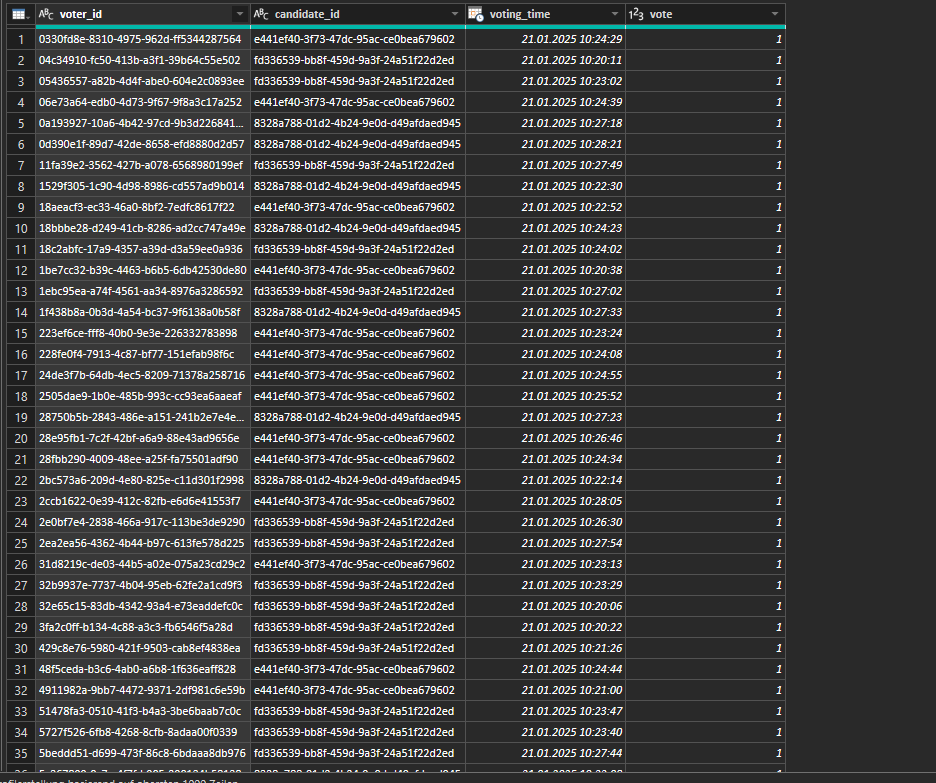 voter_id candidate_id voting_time vote
1 0330fd8e-8310-4975-962d-ff5344287564 e441ef40-3f73-47dc-95ac-ce0bea679602 21.01.2025 10:24:29 1
2 04c34910-fc50-413b-a3f1-39b64c55e502 fd336539-bb8f-459d-9a3f-24a51f22d2ed 21.01.2025 10:20:11 1
3 05436557-a82b-4d4f-abe0-604e2c0893ee fd336539-bb8f-459d-9a3f-24a51f22d2ed 21.01.2025 10:23:02 1
4 06e73a64-edb0-4d73-9f67-9f8a3c17a252 e441ef40-3f73-47dc-95ac-ce0bea679602 21.01.2025 10:24:39 1
5 0a193927-10a6-4b42-97cd-9b3d226841... 8328a788-01d2-4b24-9e0d-d49afdaed945 21.01.2025 10:27:18 1
6 0d390e1f-89d7-42de-8658-efd8880d2d57 8328a788-01d2-4b24-9e0d-d49afdaed945 21.01.2025 10:28:21 1
7 11fa39e2-3562-427b-a078-6568980199ef fd336539-bb8f-459d-9a3f-24a51f22d2ed 21.01.2025 10:27:49 1
8 1529f305-1c90-4d98-8986-cd557ad9b014 8328a788-01d2-4b24-9e0d-d49afdaed945 21.01.2025 10:22:30 1
9 18aeacf3-ec33-46a0-8bf2-7edfc8617f22 e441ef40-3f73-47dc-95ac-ce0bea679602 21.01.2025 10:22:52 1
10 18bbbe28-d249-41cb-8286-ad2cc747a49e 8328a788-01d2-4b24-9e0d-d49afdaed945 21.01.2025 10:24:23 1
11 18c2abfc-17a9-4357-a39d-d3a59ee0a936 fd336539-bb8f-459d-9a3f-24a51f22d2ed 21.01.2025 10:24:02 1
12 1be7cc32-b39c-4463-b6b5-6db42530de80 e441ef40-3f73-47dc-95ac-ce0bea679602 21.01.2025 10:20:38 1
13 1ebc95ea-a74f-4561-aa34-8976a3286592 fd336539-bb8f-459d-9a3f-24a51f22d2ed 21.01.2025 10:27:02 1
14 1f438b8a-0b3d-4a54-bc37-9f6138a0b58f 8328a788-01d2-4b24-9e0d-d49afdaed945 21.01.2025 10:27:33 1
15 223ef6ce-fff8-40b0-9e3e-226332783898 e441ef40-3f73-47dc-95ac-ce0bea679602 21.01.2025 10:23:24 1
16 228fe0f4-7913-4c87-bf77-151efab98f6c e441ef40-3f73-47dc-95ac-ce0bea679602 21.01.2025 10:24:08 1
17 24de3f7b-64db-4ec5-8209-71378a258716 e441ef40-3f73-47dc-95ac-ce0bea679602 21.01.2025 10:24:55 1
18 2505dae9-1b0e-485b-993c-cc93ea6aaeaf e441ef40-3f73-47dc-95ac-ce0bea679602 21.01.2025 10:25:52 1
19 28750b5b-2843-486e-a151-241b2e7e4e... 8328a788-01d2-4b24-9e0d-d49afdaed945 21.01.2025 10:27:23 1
20 28e95fb1-7c2f-42bf-a6a9-88e43ad9656e e441ef40-3f73-47dc-95ac-ce0bea679602 21.01.2025 10:26:46 1
21 28fbb290-4009-48ee-a25f-fa75501adf90 e441ef40-3f73-47dc-95ac-ce0bea679602 21.01.2025 10:24:34 1
22 2bc573a6-209d-4e80-825e-c11d301f2998 8328a788-01d2-4b24-9e0d-d49afdaed945 21.01.2025 10:22:14 1
23 2ccb1622-0e39-412c-82fb-e6d6e41553f7 e441ef40-3f73-47dc-95ac-ce0bea679602 21.01.2025 10:28:05 1
24 2e0bf7e4-2838-466a-917c-113be3de9290 fd336539-bb8f-459d-9a3f-24a51f22d2ed 21.01.2025 10:26:30 1
25 2ea2ea56-4362-4b44-b97c-613fe578d225 fd336539-bb8f-459d-9a3f-24a51f22d2ed 21.01.2025 10:27:54 1
26 31d8219c-de03-44b5-a02e-075a23cd29c2 e441ef40-3f73-47dc-95ac-ce0bea679602 21.01.2025 10:23:13 1
27 32b9937e-7737-4b04-95eb-62fe2a1cd9f3 fd336539-bb8f-459d-9a3f-24a51f22d2ed 21.01.2025 10:23:29 1
28 32e65c15-83db-4342-93a4-e73eaddefc0c fd336539-bb8f-459d-9a3f-24a51f22d2ed 21.01.2025 10:20:06 1
29 3fa2c0ff-b134-4c88-a3c3-fb6546f5a28d fd336539-bb8f-459d-9a3f-24a51f22d2ed 21.01.2025 10:20:22 1
30 429c8e76-5980-421f-9503-cab8ef4838ea fd336539-bb8f-459d-9a3f-24a51f22d2ed 21.01.2025 10:21:26 1
31 48f5ceda-b3c6-4ab0-a6b8-1f636eaff828 e441ef40-3f73-47dc-95ac-ce0bea679602 21.01.2025 10:24:44 1
32 4911982a-9bb7-4472-9371-2df981c6e59b e441ef40-3f73-47dc-95ac-ce0bea679602 21.01.2025 10:21:00 1
33 51478fa3-0510-41f3-b4a3-3be6baab7c0c fd336539-bb8f-459d-9a3f-24a51f22d2ed 21.01.2025 10:23:47 1
34 5727f526-6fb8-4268-8cfb-8adaa00f0339 fd336539-bb8f-459d-9a3f-24a51f22d2ed 21.01.2025 10:23:40 1
35 5beddd51-d699-473f-86c8-6bdaaa8db976 fd336539-bb8f-459d-9a3f-24a51f22d2ed 21.01.2025 10:27:44 1